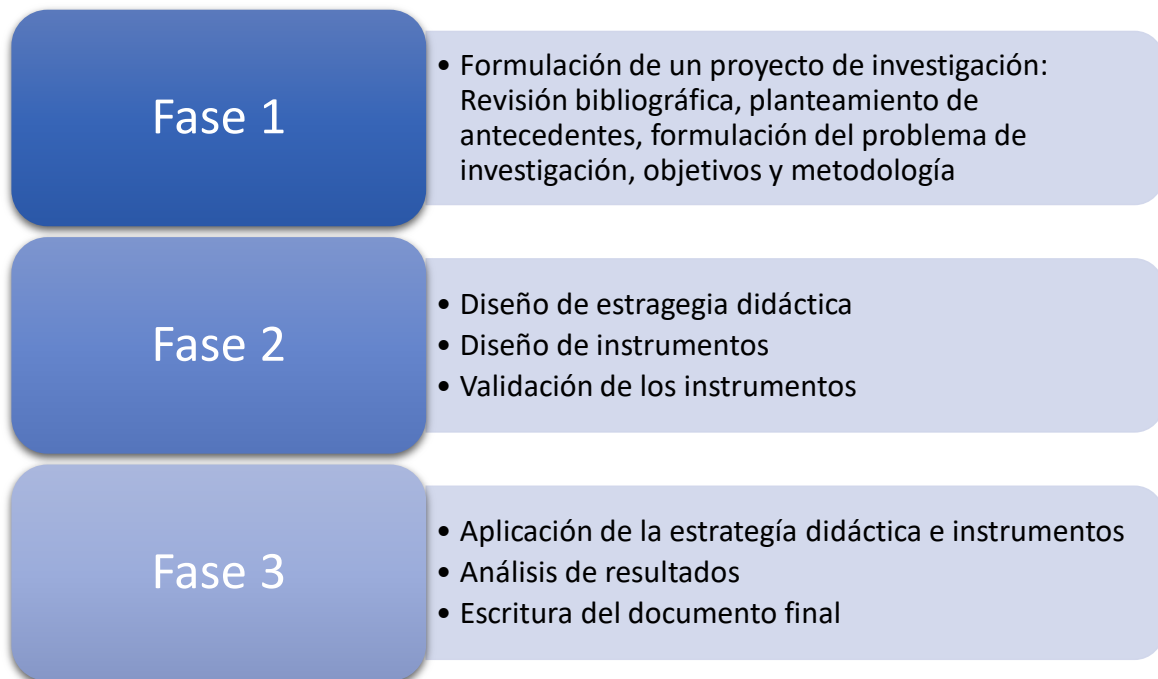 Fase 1
• Formulación de un proyecto de investigación:
Revisión bibliográfica, planteamiento de
antecedentes, formulación del problema de
investigación, objetivos y metodología
Fase 2
• Diseño de estragegia didáctica
• Diseño de instrumentos
• Validación de los instrumentos
Fase 3
• Aplicación de la estrategía didáctica e instrumentos
• Análisis de resultados
• Escritura del documento final